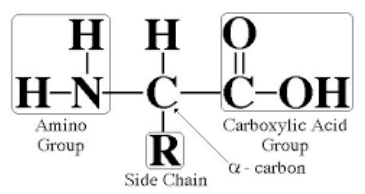 H H O
H-N C C-OH
Amino Group
R
Carboxylic Acid Group
α - carbon
Side Chain